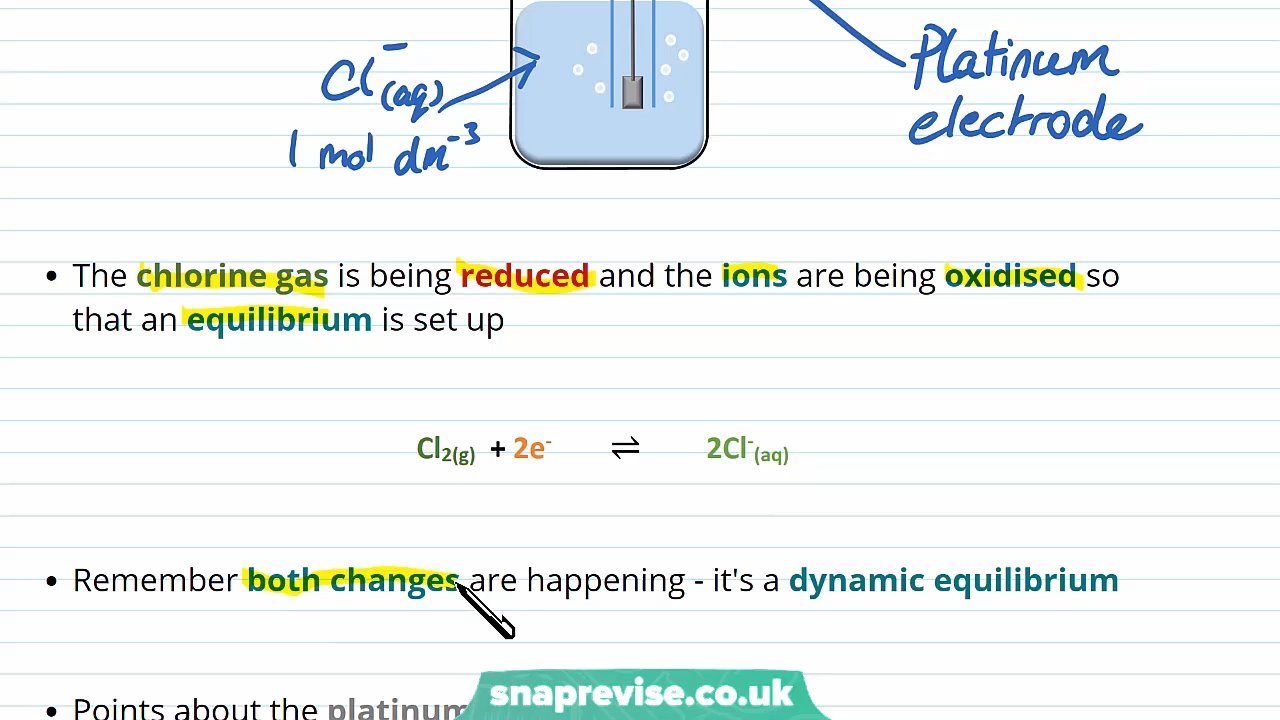 Cl⁻(aq)
1 mol dm⁻³
Platinum
electrode
• The chlorine gas is being reduced and the ions are being oxidised so
that an equilibrium is set up
Cl₂(g) + 2e⁻ ⇌ 2Cl⁻(aq)
• Remember both changes are happening - it's a dynamic equilibrium
• Points about the platinum
snaprevise.co.uk